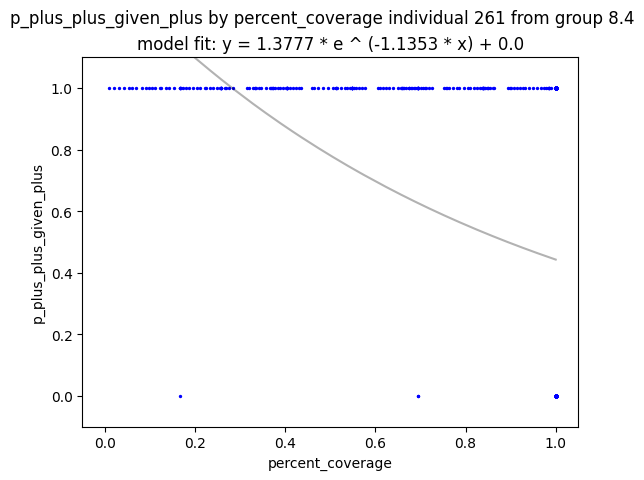 p_plus_plus_given_plus by percent_coverage individual 261 from group 8.4
model fit: y = 1.3777 * e ^ (-1.1353 * x) + 0.0
p_plus_plus_given_plus
1.0
0.8
0.6
0.4
0.2
0.0
0.0 0.2 0.4 0.6 0.8 1.0
percent_coverage